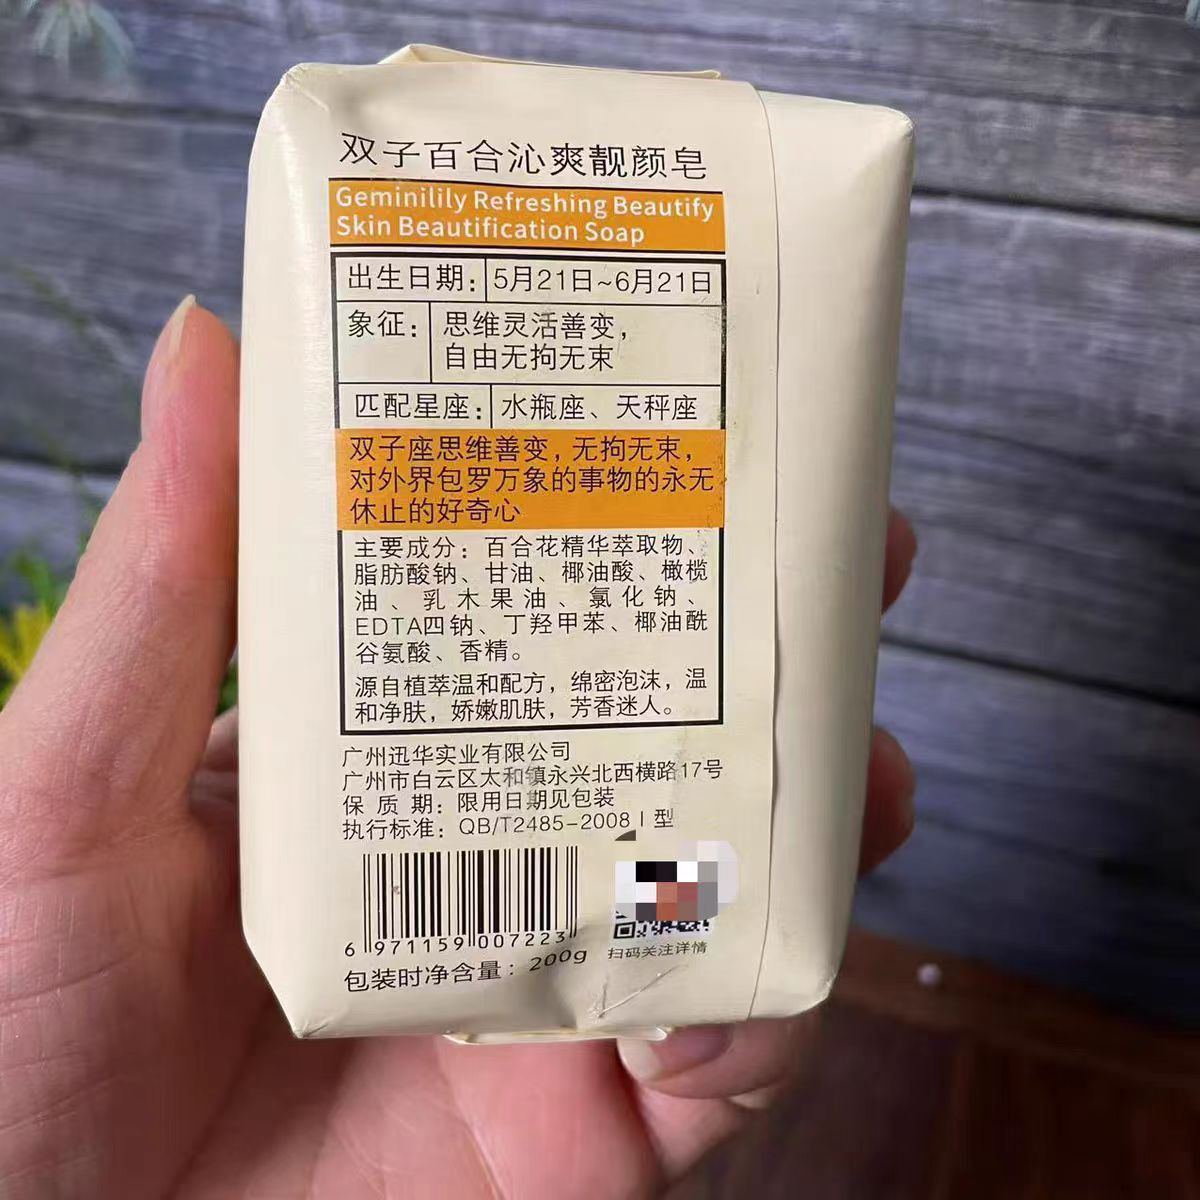 双子百合沁爽靓颜皂
Geminilily Refreshing Beautify
Skin Beautification Soap
出生日期: 5月21日~6月21日
象征: 思维灵活善变,
自由无拘无束
匹配星座: 水瓶座、天秤座
双子座思维善变,无拘无束,
对外界包罗万象的事物的永无
休止的好奇心
主要成分: 百合花精华萃取物、
脂肪酸钠、甘油、椰油酸、橄榄
油、乳木果油、氯化钠、
EDTA四钠、丁羟甲苯、椰油酰
谷氨酸、香精。
源自植萃温和配方,绵密泡沫,温
和净肤,娇嫩肌肤,芳香迷人。
广州迅华实业有限公司
广州市白云区太和镇永兴北西横路17号
保质期: 限用日期见包装
执行标准: QB/T2485-2008 I 型
6 971159 007223
扫码关注详情
包装时净含量: 200g